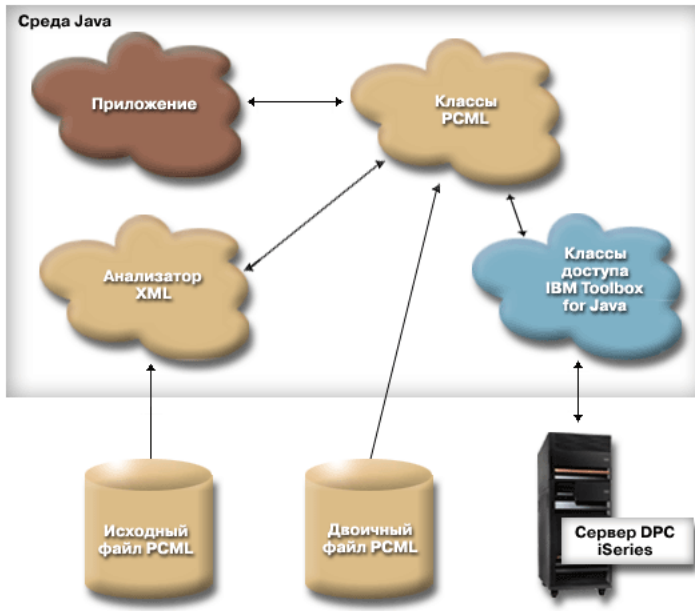 Среда Java
Приложение
Классы
PCML
Анализатор
XML
Классы
доступа
IBM Toolbox
for Java
Исходный
файл PCML
Двоичный
файл PCML
Сервер DPC
iSeries